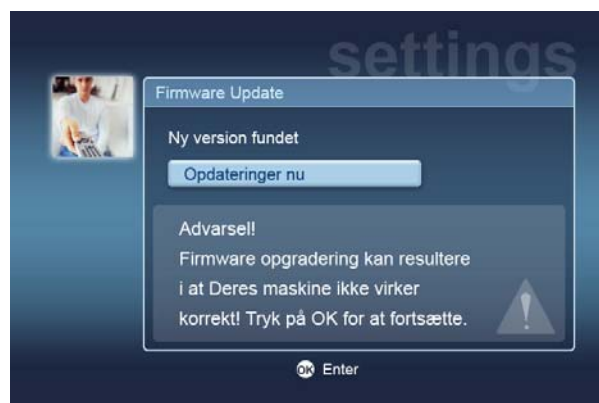 settings
Firmware Update
Ny version fundet
Opdateringer nu
Advarsel!
Firmware opgradering kan resultere
i at Deres maskine ikke virker
korrekt! Tryk på OK for at fortsætte.
OK Enter